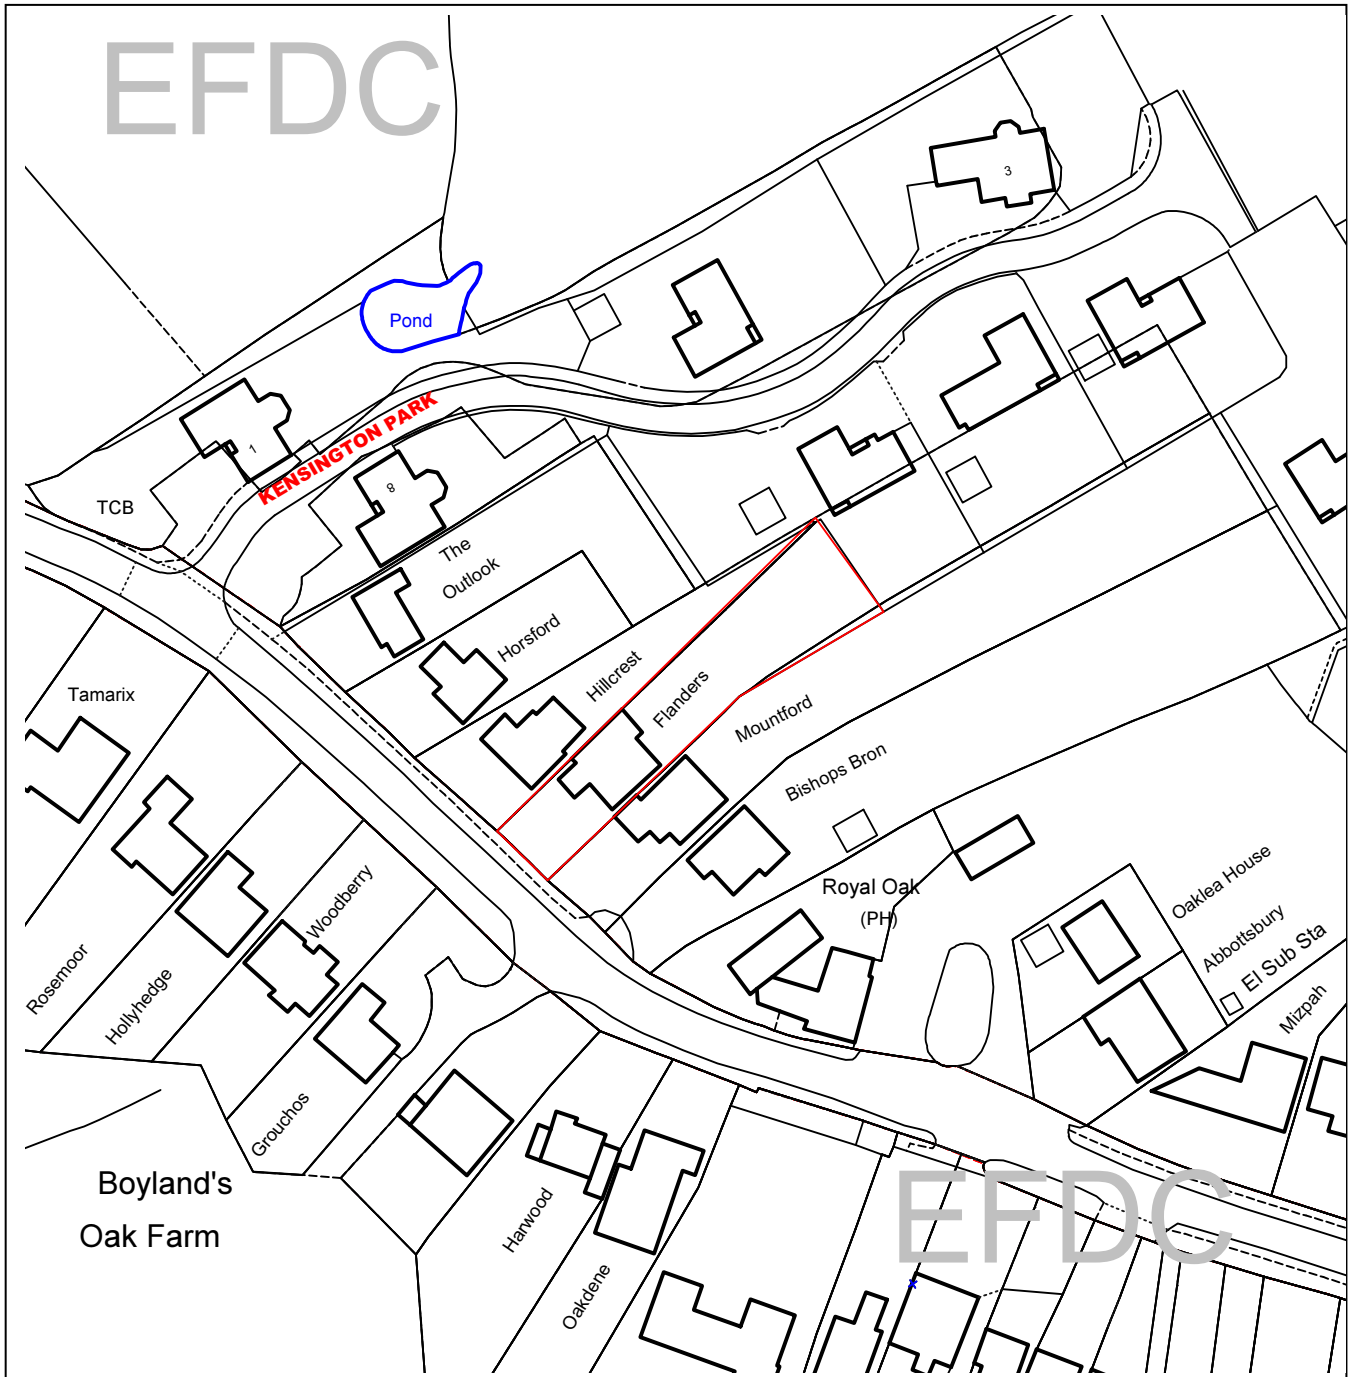 EFDC
3
Pond
KENSINGTON PARK
1
8
TCB
The
Outlook
Horsford
Hillcrest
Flanders
Tamarix
Mountford
Bishops Bron
Royal Oak
(PH)
Oaklea House
Abbottsbury
El Sub Sta
Mizpah
Woodberry
Rosemoor
Hollyhedge
Grouchos
Boyland's
Oak Farm
Harwood
Oakdene
EFDC